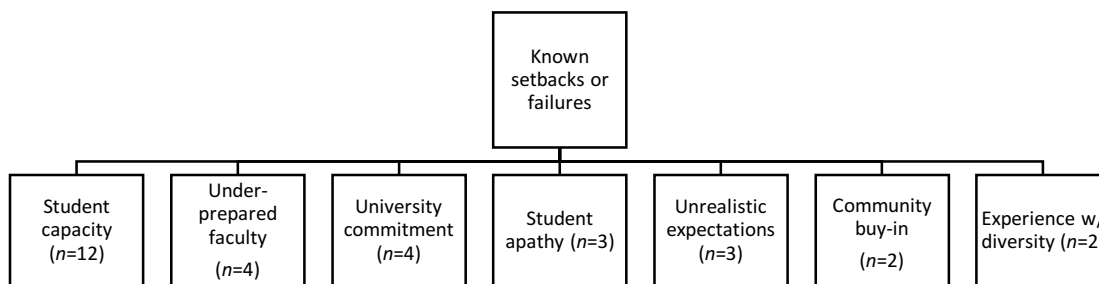 Known
setbacks or
failures
Student
capacity
(n=12)
Under-
prepared
faculty
(n=4)
University
commitment
(n=4)
Student
apathy (n=3)
Unrealistic
expectations
(n=3)
Community
buy-in
(n=2)
Experience w/
diversity (n=2